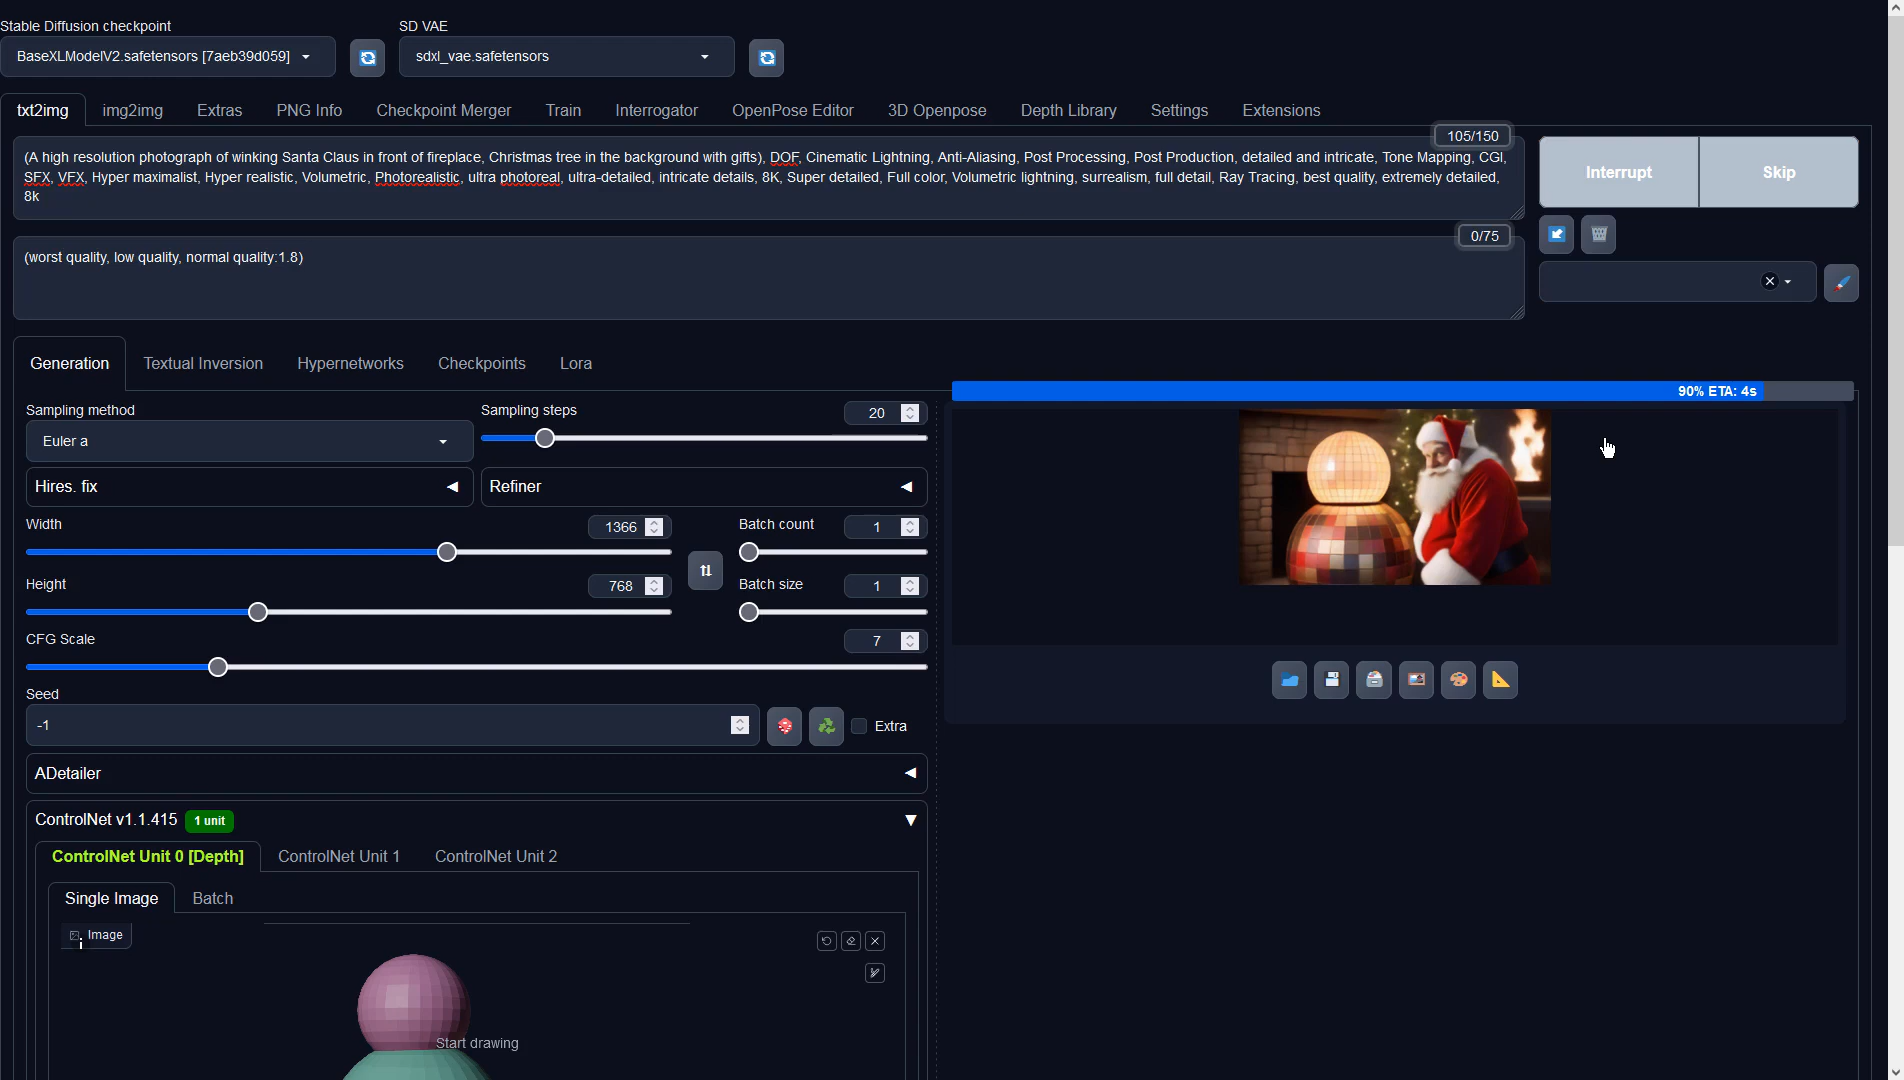 Stable Diffusion checkpoint
SD VAE
BaseXLModelV2.safetensors [7aeb39d059]
sdxl_vae.safetensors
txt2img
img2img
Extras
PNG Info
Checkpoint Merger
Train
Interrogator
OpenPose Editor
3D Openpose
Depth Library
Settings
Extensions
105/150
(A high resolution photograph of winking Santa Claus in front of fireplace, Christmas tree in the background with gifts), DOF, Cinematic Lightning, Anti-Aliasing, Post Processing, Post Production, detailed and intricate, Tone Mapping, CGI,
SFX, VFX, Hyper maximalist, Hyper realistic, Volumetric, Photorealistic, ultra photoreal, ultra-detailed, intricate details, 8K, Super detailed, Full color, Volumetric lightning, surrealism, full detail, Ray Tracing, best quality, extremely detailed,
8k
Interrupt
Skip
0/75
(worst quality, low quality, normal quality:1.8)
Generation
Textual Inversion
Hypernetworks
Checkpoints
Lora
90% ETA: 4s
Sampling method
Euler a
Sampling steps
20
Hires. fix
Refiner
Width
1366
Batch count
1
Height
768
Batch size
1
CFG Scale
7
Seed
-1
Extra
ADetailer
ControlNet v1.1.415
1 unit
ControlNet Unit 0 [Depth]
ControlNet Unit 1
ControlNet Unit 2
Single Image
Batch
Image
Start drawing